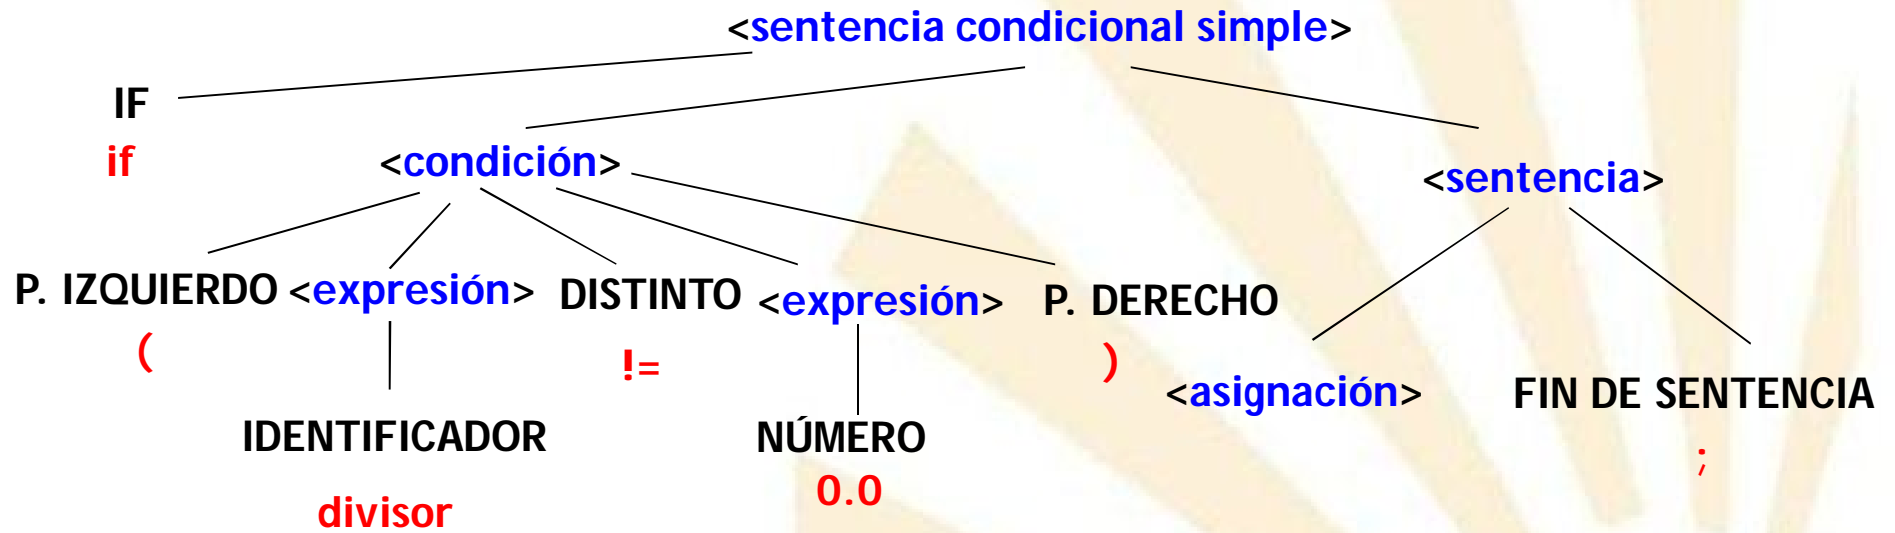 <sentencia condicional simple>
IF
if
<condición>
<sentencia>
P. IZQUIERDO <expresión> DISTINTO <expresión> P. DERECHO
( != )
<asignación> FIN DE SENTENCIA
;
IDENTIFICADOR NÚMERO
divisor 0.0